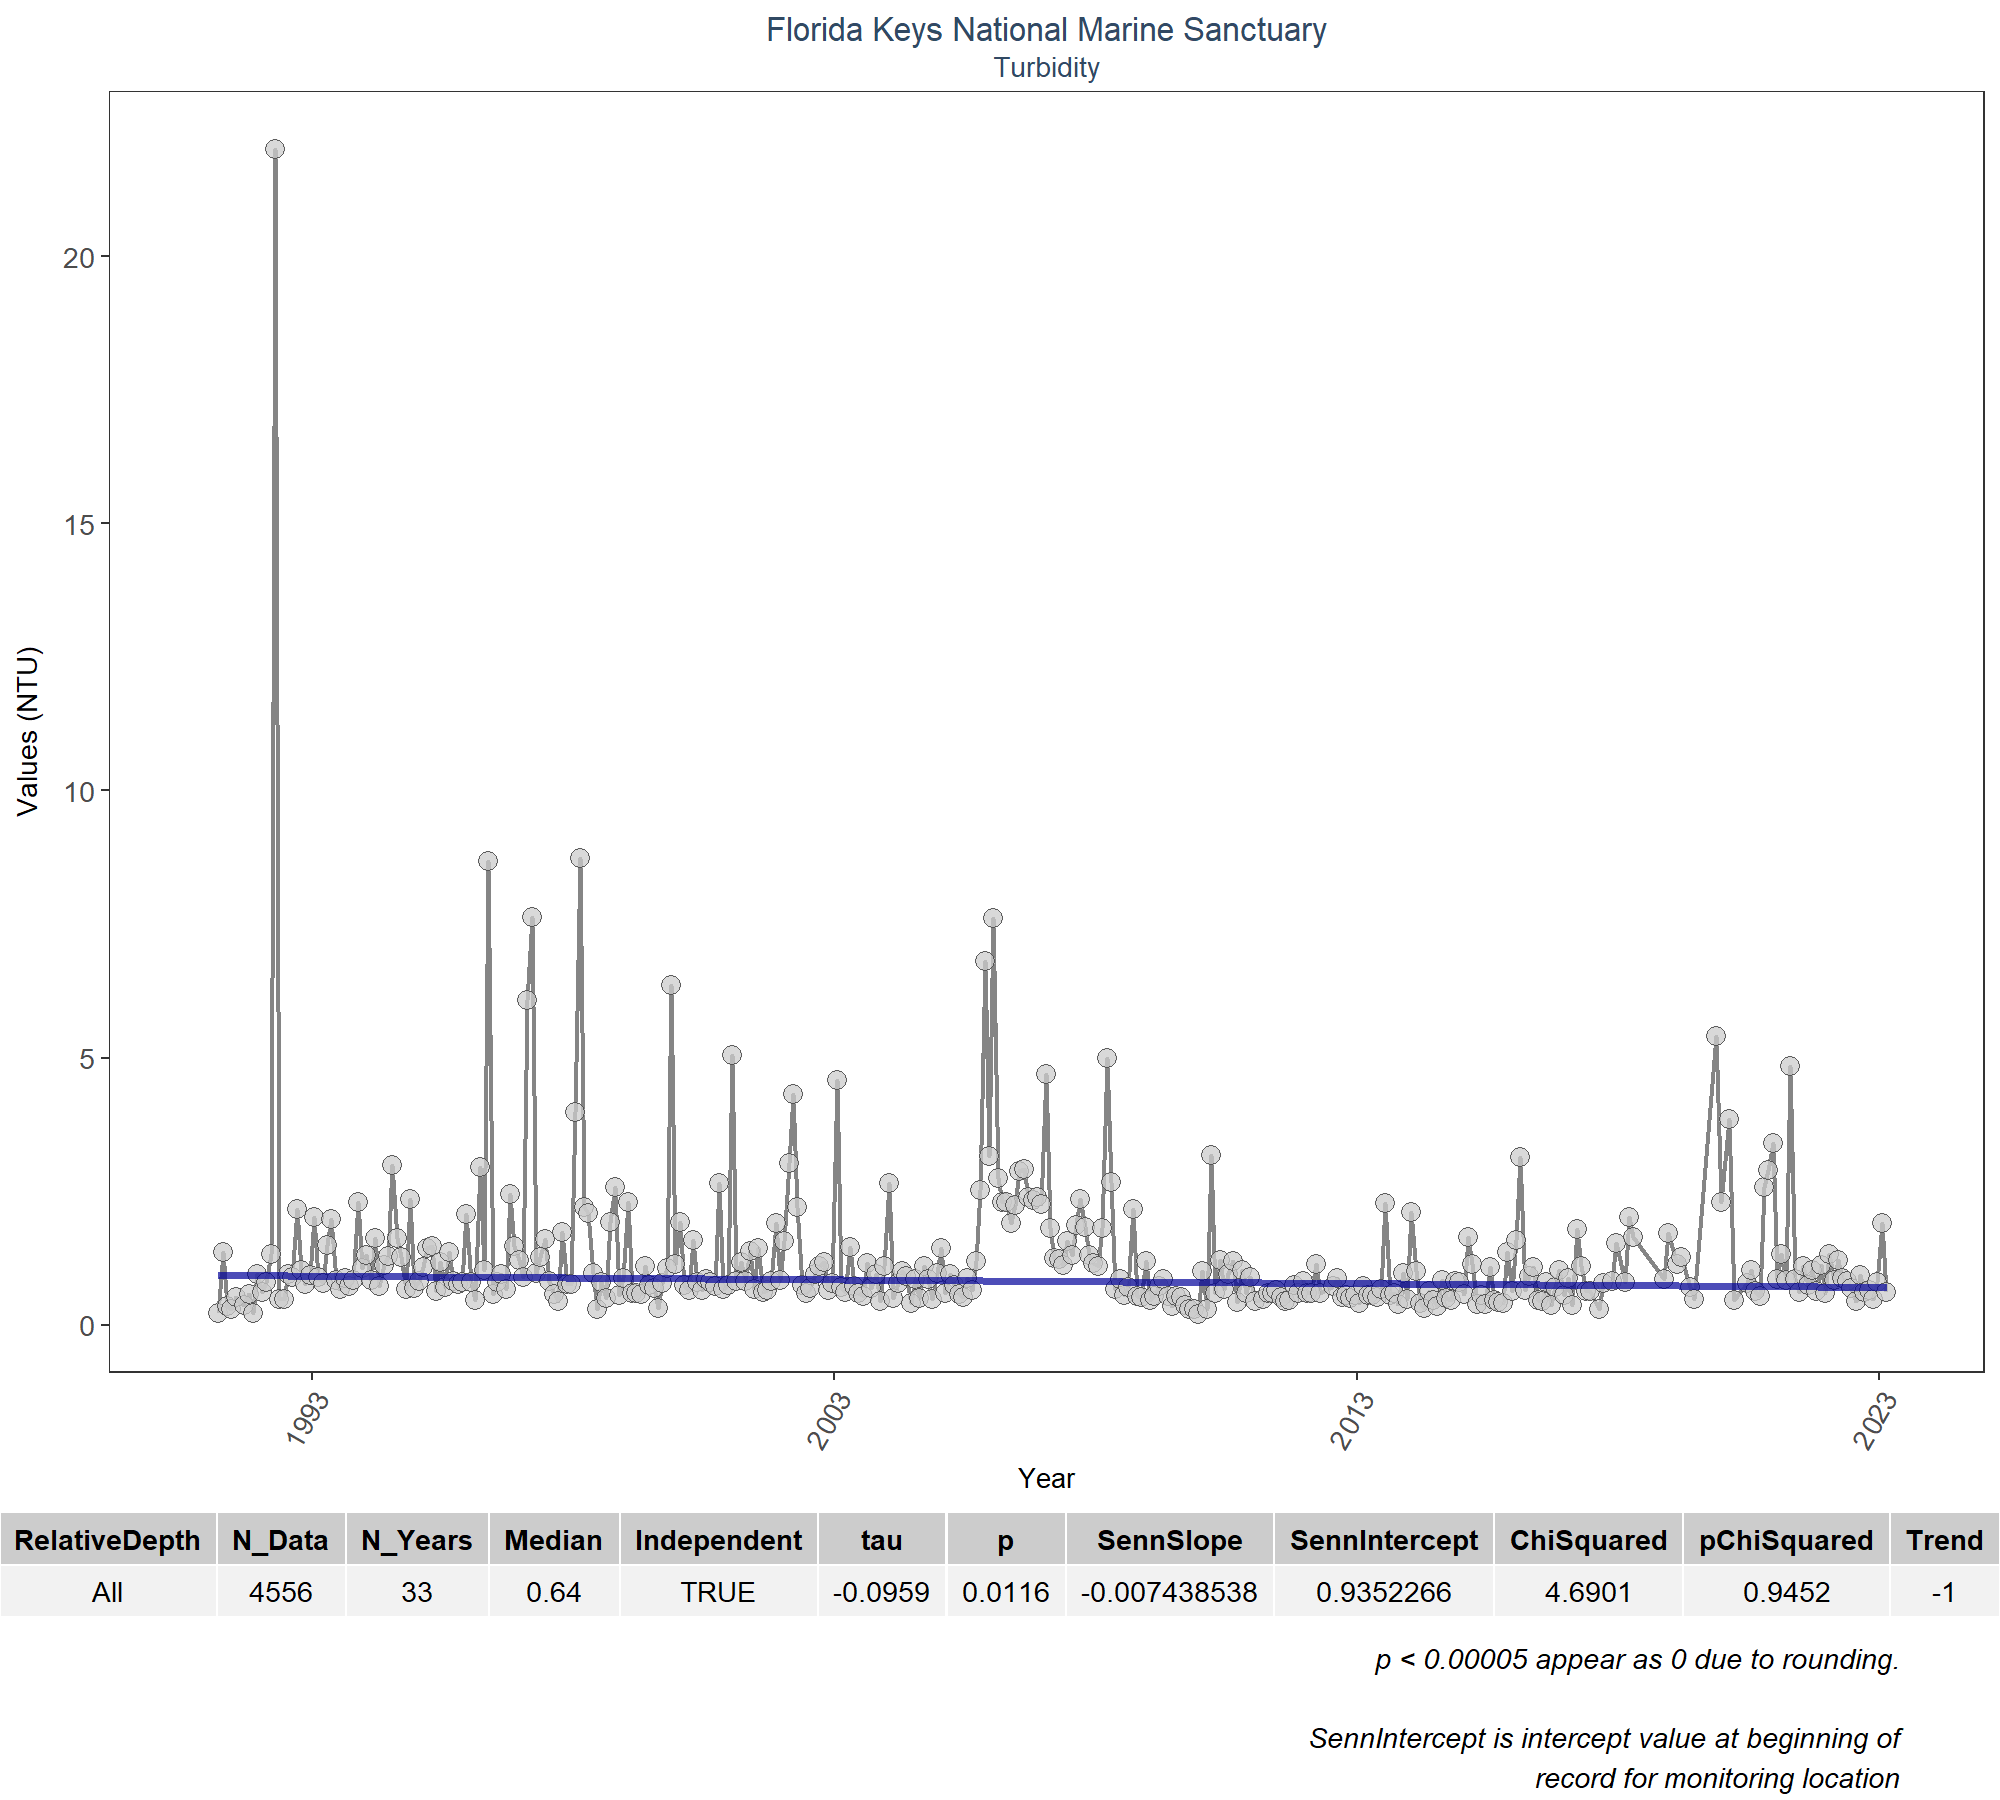 Florida Keys National Marine Sanctuary
Turbidity
Values (NTU)
20
15
10
5
0
1993
2003
2013
2023
Year
RelativeDepth N_Data N_Years Median Independent tau p SennSlope SennIntercept ChiSquared pChiSquared Trend
All 4556 33 0.64 TRUE -0.0959 0.0116 -0.007438538 0.9352266 4.6901 0.9452 -1
p < 0.00005 appear as 0 due to rounding.
SennIntercept is intercept value at beginning of
record for monitoring location